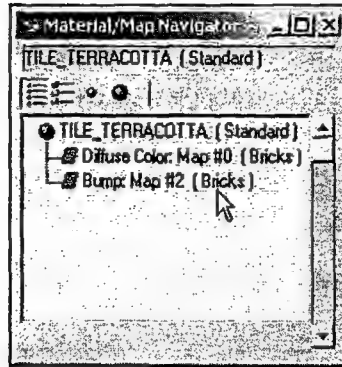 Material/Map Navigator
TILE_TERRACOTTA (Standard)
TILE_TERRACOTTA (Standard)
Diffuse Color: Map #0 (Bricks)
Bump: Map #2 (Bricks)